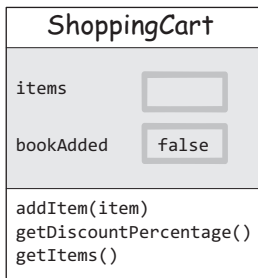 ShoppingCart
items
bookAdded false
addItem(item)
getDiscountPercentage()
getItems()